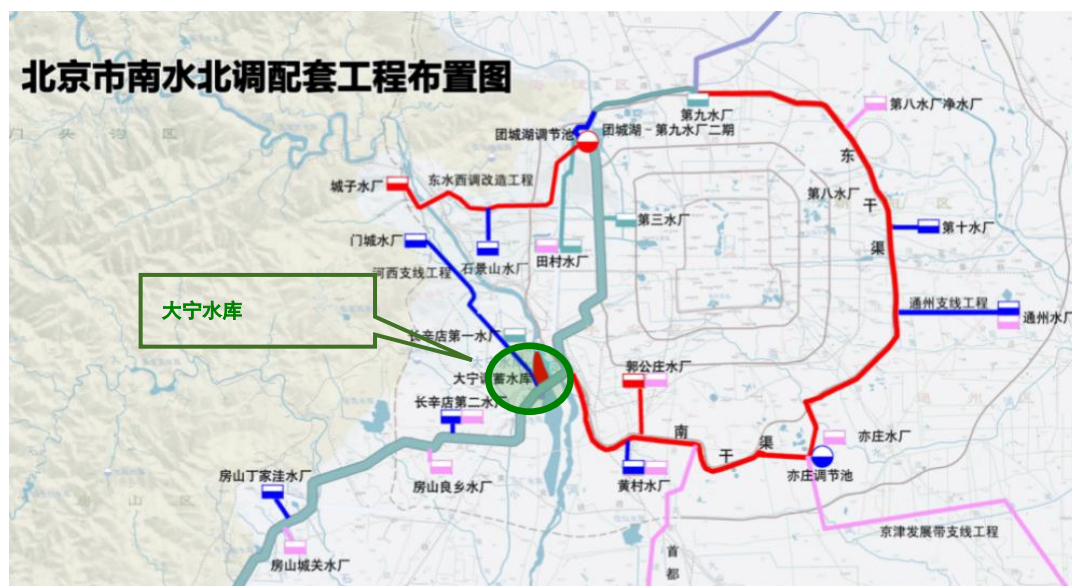 北京市南水北调配套工程布置图
第九水厂
第八水厂净水厂
团城湖调节池
团城湖－第九水厂二期
东
城子水厂
东水西调改造工程
第八水厂
干
第三水厂
第十水厂
门城水厂
石景山水厂
田村水厂
渠
河西支线工程
大宁水库
通州支线工程
通州水厂
长辛店第一水厂
郭公庄水厂
大宁调蓄水库
长辛店第二水厂
南
干
渠
亦庄水厂
房山丁家洼水厂
房山良乡水厂
黄村水厂
亦庄调节池
京津发展带支线工程
房山城关水厂
首
都